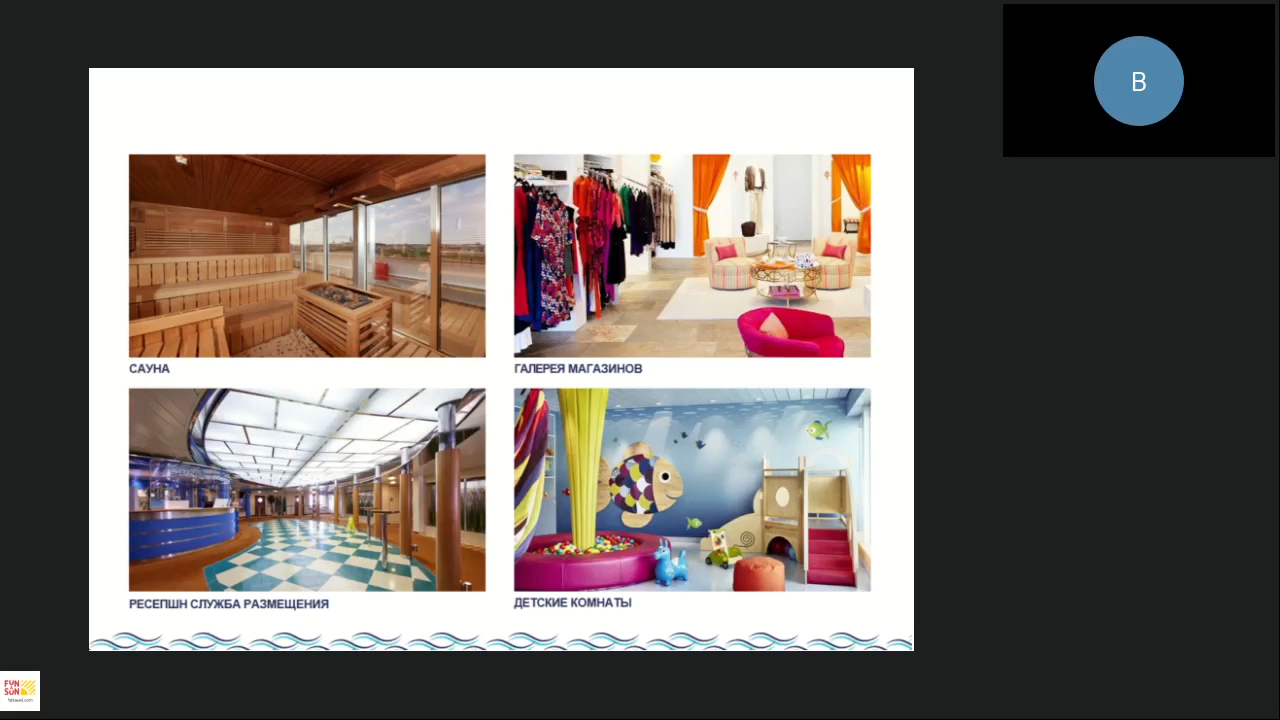 B
САУНА
ГАЛЕРЕЯ МАГАЗИНОВ
РЕСЕПШН СЛУЖБА РАЗМЕЩЕНИЯ
ДЕТСКИЕ КОМНАТЫ
FUN
SUN